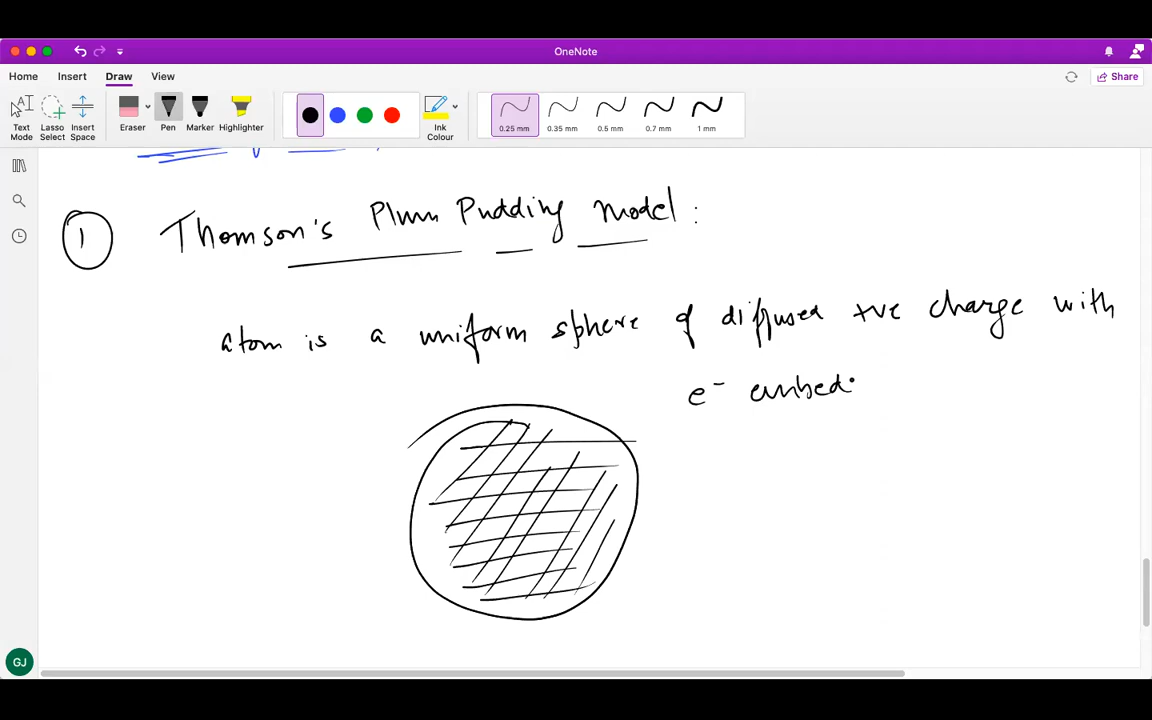 OneNote
Home Insert Draw View
Share
Text Mode
Lasso Select
Insert Space
Eraser
Pen
Marker
Highlighter
Ink Colour
0.25 mm
0.35 mm
0.5 mm
0.7 mm
1 mm
1 Thomson's Plum Pudding Model :
atom is a uniform sphere of diffused +ve charge with
e⁻ embed
GJ